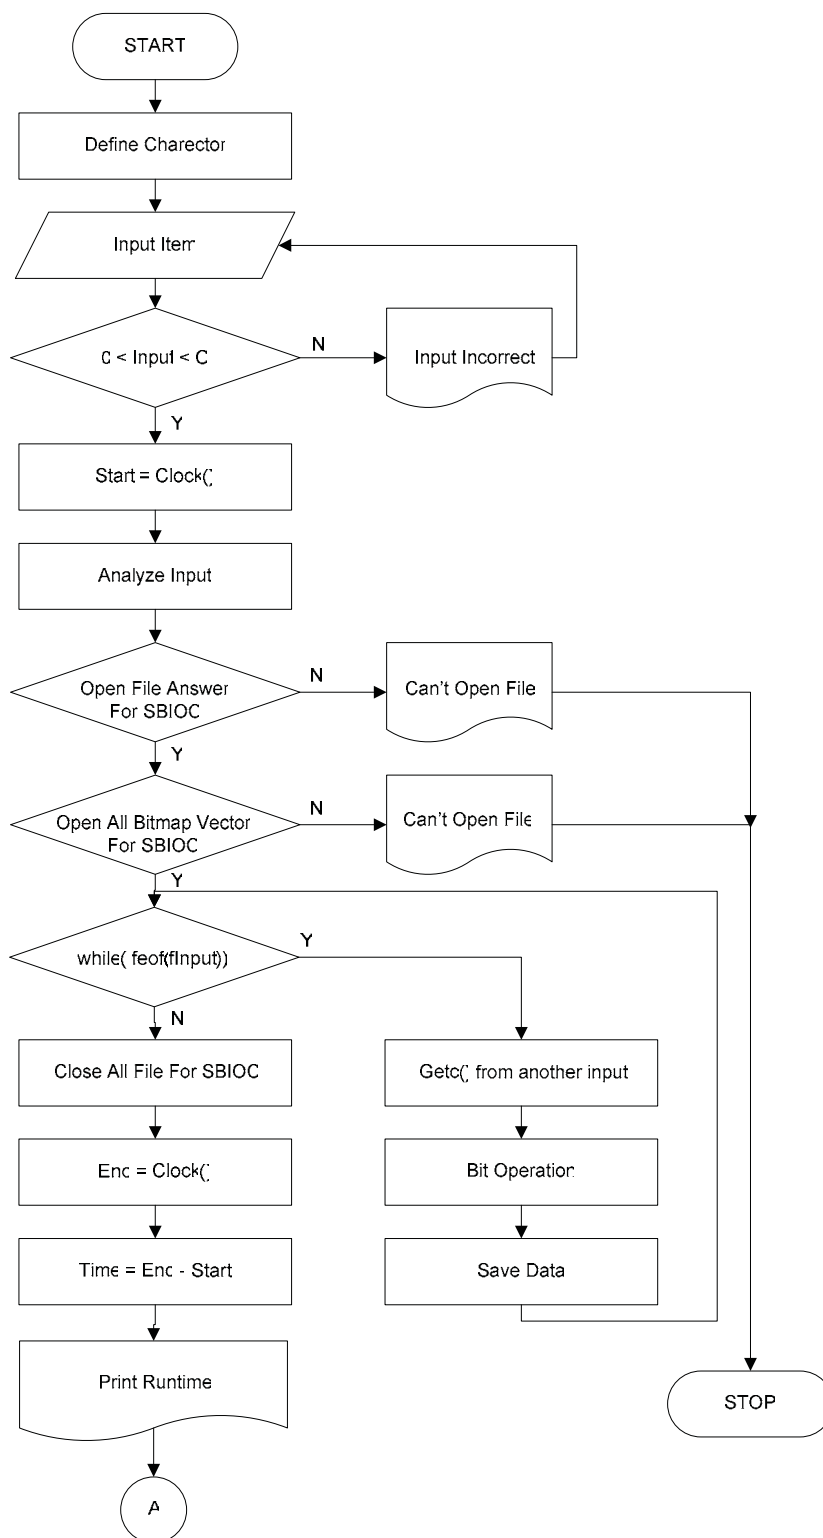 START
Define Charector
Input Item
0 < Input < C
N
Input Incorrect
Y
Start = Clock()
Analyze Input
Open File Answer
For SBIOC
N
Can't Open File
Y
Open All Bitmap Vector
For SBIOC
N
Can't Open File
Y
while( feof(fInput))
Y
N
Close All File For SBIOC
Getc() from another input
End = Clock()
Bit Operation
Time = End - Start
Save Data
Print Runtime
STOP
A